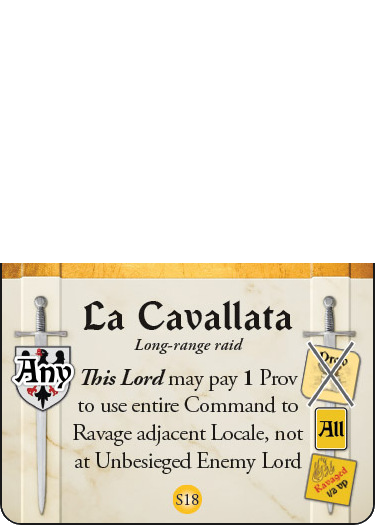 La Cavallata
Long-range raid
Any
This Lord may pay 1 Prov
to use entire Command to
Ravage adjacent Locale, not
at Unbesieged Enemy Lord
Prov
All
Ravaged
½ VP
S18